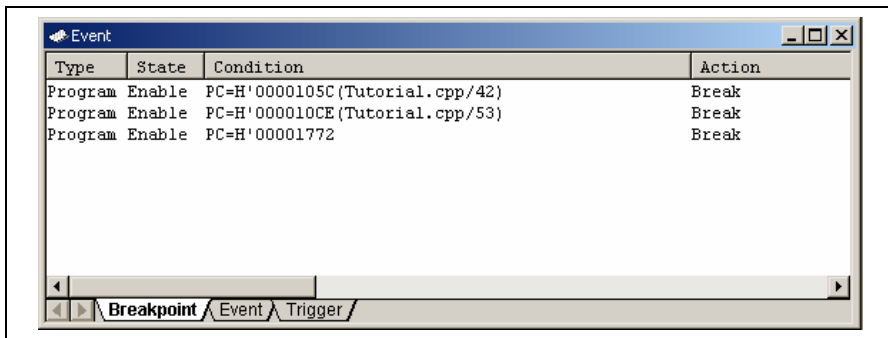 Event
Type State Condition Action
Program Enable PC=H'0000105C(Tutorial.cpp/42) Break
Program Enable PC=H'000010CE(Tutorial.cpp/53) Break
Program Enable PC=H'00001772 Break
Breakpoint Event Trigger